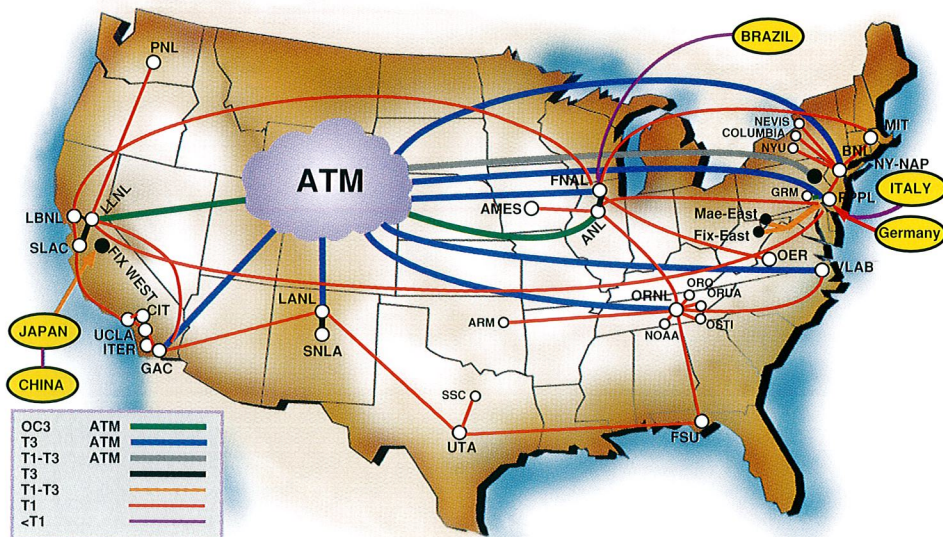 PNL
BRAZIL
NEVIS
COLUMBIA
NYU
MIT
BNL
NY-NAP
ITALY
ATM
FNAL
GRM
PPPL
LLNL
LBNL
AMES
ANL
Mae-East
Fix-East
Germany
SLAC
FIX WEST
OER
VLAB
LANL
ORNL
ORO
ORUA
CIT
JAPAN
UCLA
ITER
GAC
SNLA
ARM
NOAA
OSTI
CHINA
SSC
UTA
FSU
OC3 ATM
T3 ATM
T1-T3 ATM
T3
T1-T3
T1
<T1